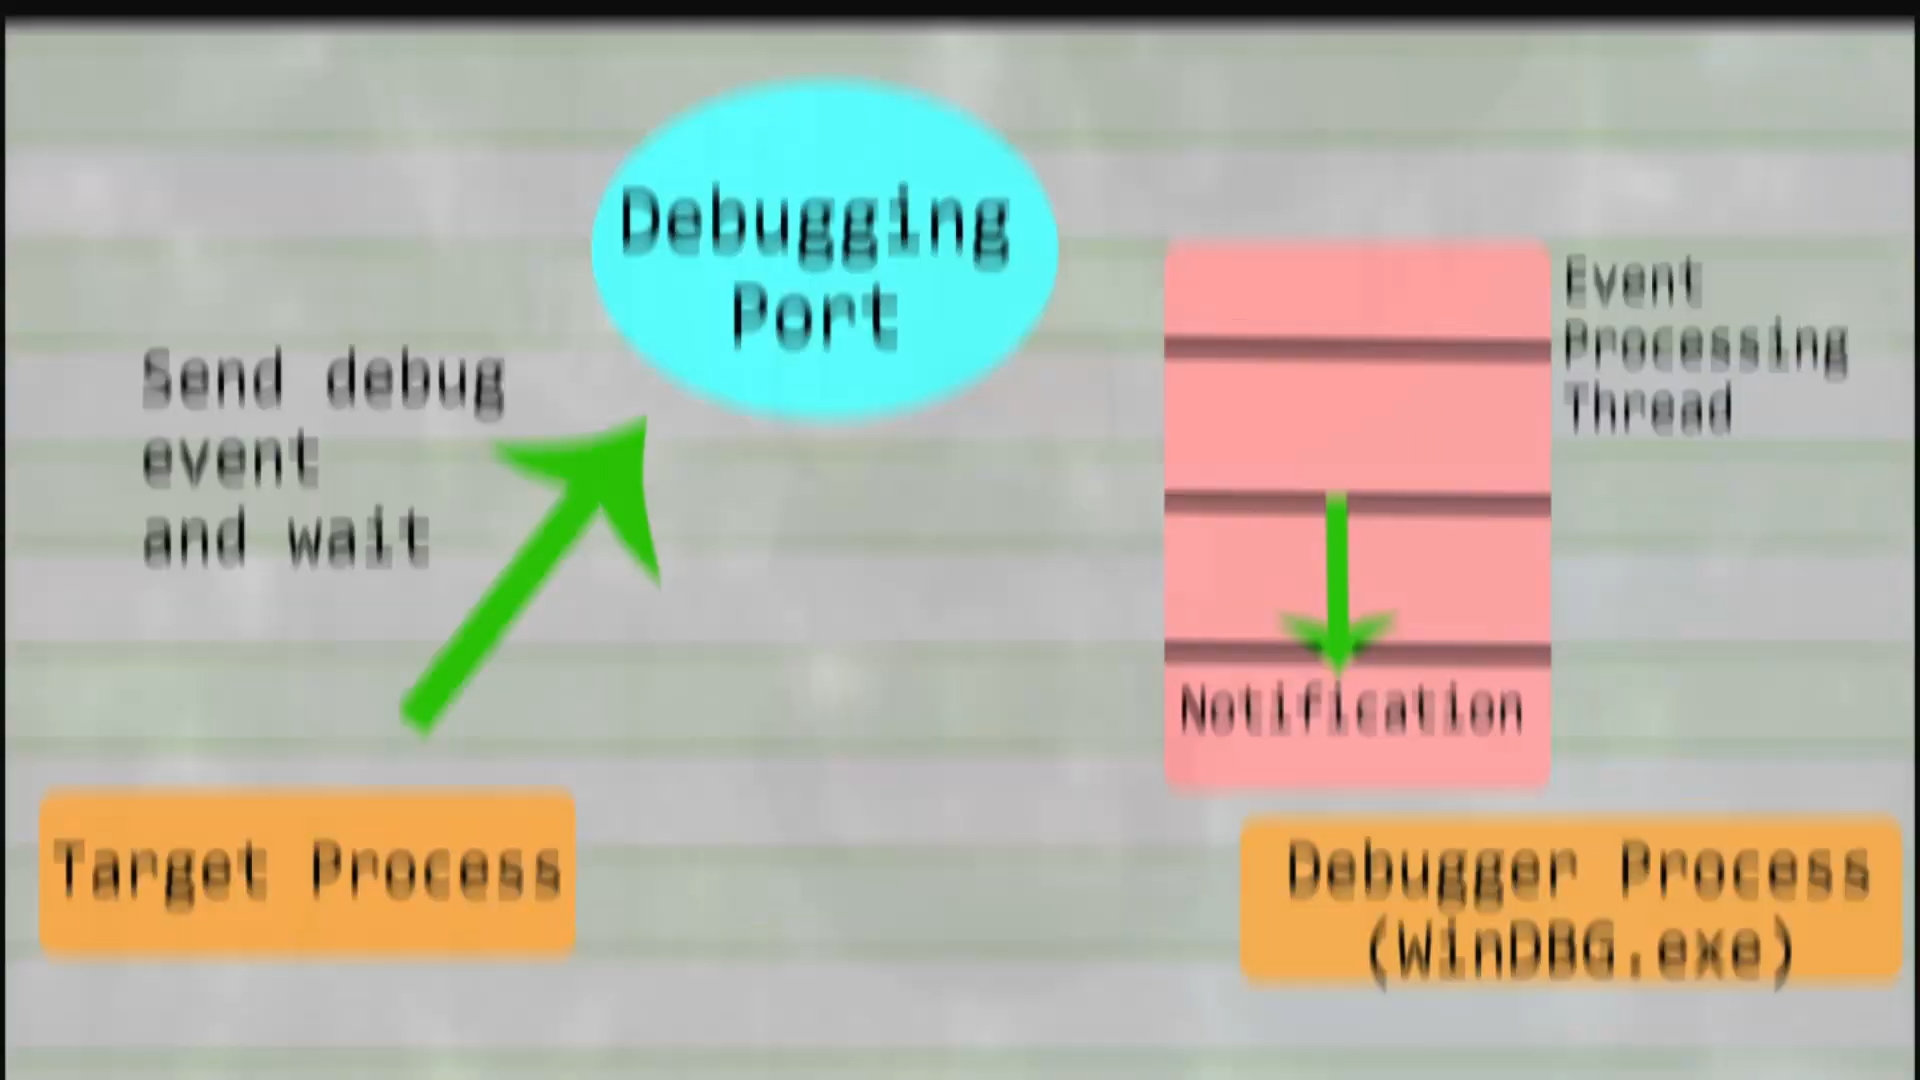 Debugging
Port
Send debug
event
and wait
Event
Processing
Thread
Notification
Target Process
Debugger Process
(WinDBG.exe)